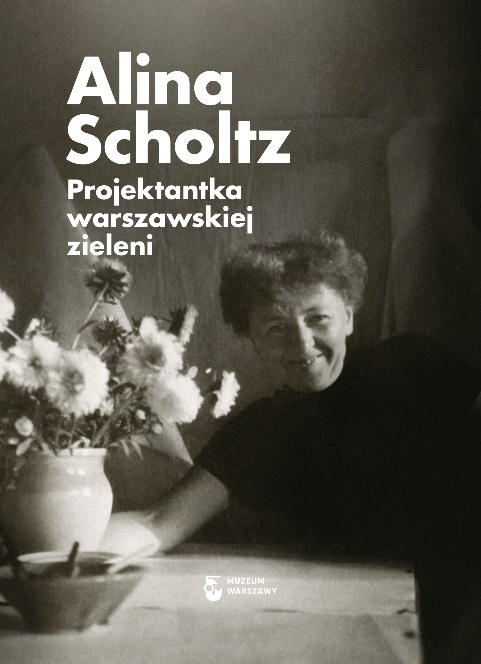 Alina
Scholtz
Projektantka
warszawskiej
zieleni
MUZEUM
WARSZAWY